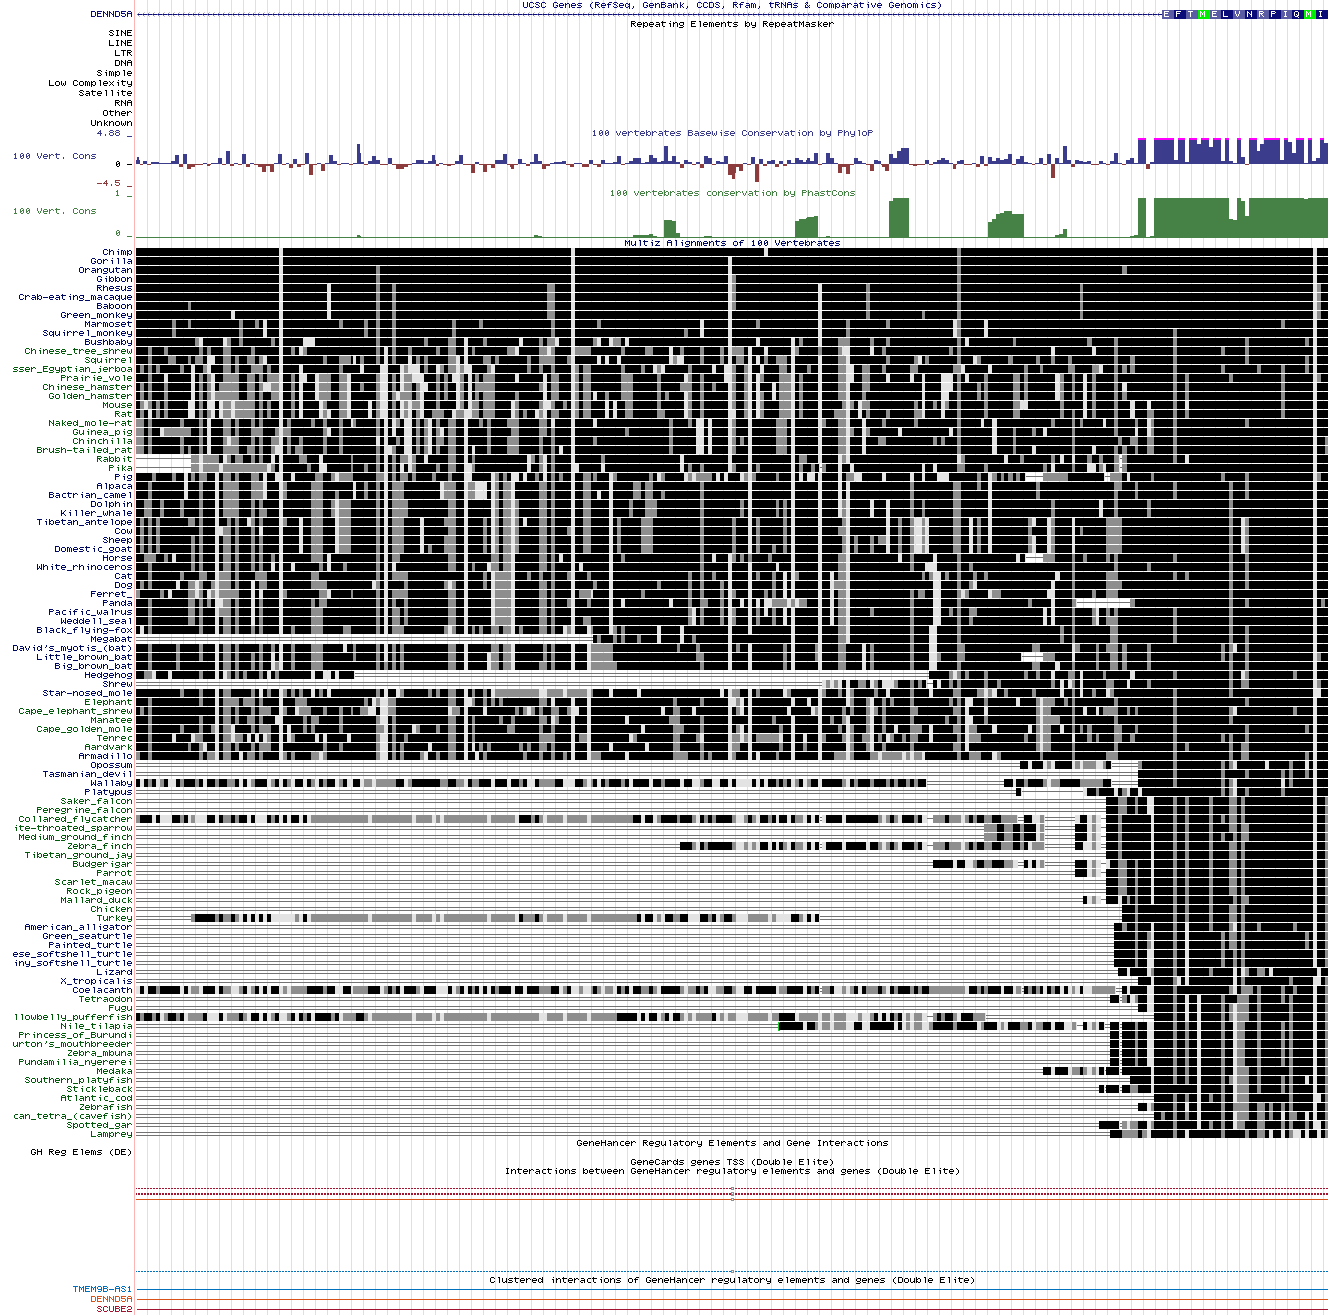 UCSC Genes (RefSeq, GenBank, CCDS, Rfam, tRNAs & Comparative Genomics)
DENND5A E F T M E L V N R P I Q M I
Repeating Elements by RepeatMasker
SINE
LINE
LTR
DNA
Simple
Low Complexity
Satellite
RNA
Other
Unknown
4.88 _ 100 vertebrates Basewise Conservation by PhyloP
100 Vert. Cons
0 -
-4.5 _
100 vertebrates conservation by PhastCons
1 _
100 Vert. Cons
0 _
Multiz Alignments of 100 Vertebrates
Chimp
Gorilla
Orangutan
Gibbon
Rhesus
Crab-eating_macaque
Baboon
Green_monkey
Marmoset
Squirrel_monkey
Bushbaby
Chinese_tree_shrew
Squirrel
sser_Egyptian_jerboa
Prairie_vole
Chinese_hamster
Golden_hamster
Mouse
Rat
Naked_mole-rat
Guinea_pig
Chinchilla
Brush-tailed_rat
Rabbit
Pika
Pig
Alpaca
Bactrian_camel
Dolphin
Killer_whale
Tibetan_antelope
Cow
Sheep
Domestic_goat
Horse
White_rhinoceros
Cat
Dog
Ferret_
Panda
Pacific_walrus
Weddell_seal
Black_flying-fox
Megabat
David's_myotis_(bat)
Little_brown_bat
Big_brown_bat
Hedgehog
Shrew
Star-nosed_mole
Elephant
Cape_elephant_shrew
Manatee
Cape_golden_mole
Tenrec
Aardvark
Armadillo
Opossum
Tasmanian_devil
Wallaby
Platypus
Saker_falcon
Peregrine_falcon
Collared_flycatcher
ite-throated_sparrow
Medium_ground_finch
Zebra_finch
Tibetan_ground_jay
Budgerigar
Parrot
Scarlet_macaw
Rock_pigeon
Mallard_duck
Chicken
Turkey
American_alligator
Green_seaturtle
Painted_turtle
ese_softshell_turtle
iny_softshell_turtle
Lizard
X_tropicalis
Coelacanth
Tetraodon
Fugu
llowbelly_pufferfish
Nile_tilapia
Princess_of_Burundi
urton's_mouthbreeder
Zebra_mbuna
Pundamilia_nyererei
Medaka
Southern_platyfish
Stickleback
Atlantic_cod
Zebrafish
can_tetra_(cavefish)
Spotted_gar
Lamprey
GeneHancer Regulatory Elements and Gene Interactions
GH Reg Elems (DE)
GeneCards genes TSS (Double Elite)
Interactions between GeneHancer regulatory elements and genes (Double Elite)
Clustered interactions of GeneHancer regulatory elements and genes (Double Elite)
TMEM9B-AS1
DENND5A
SCUBE2